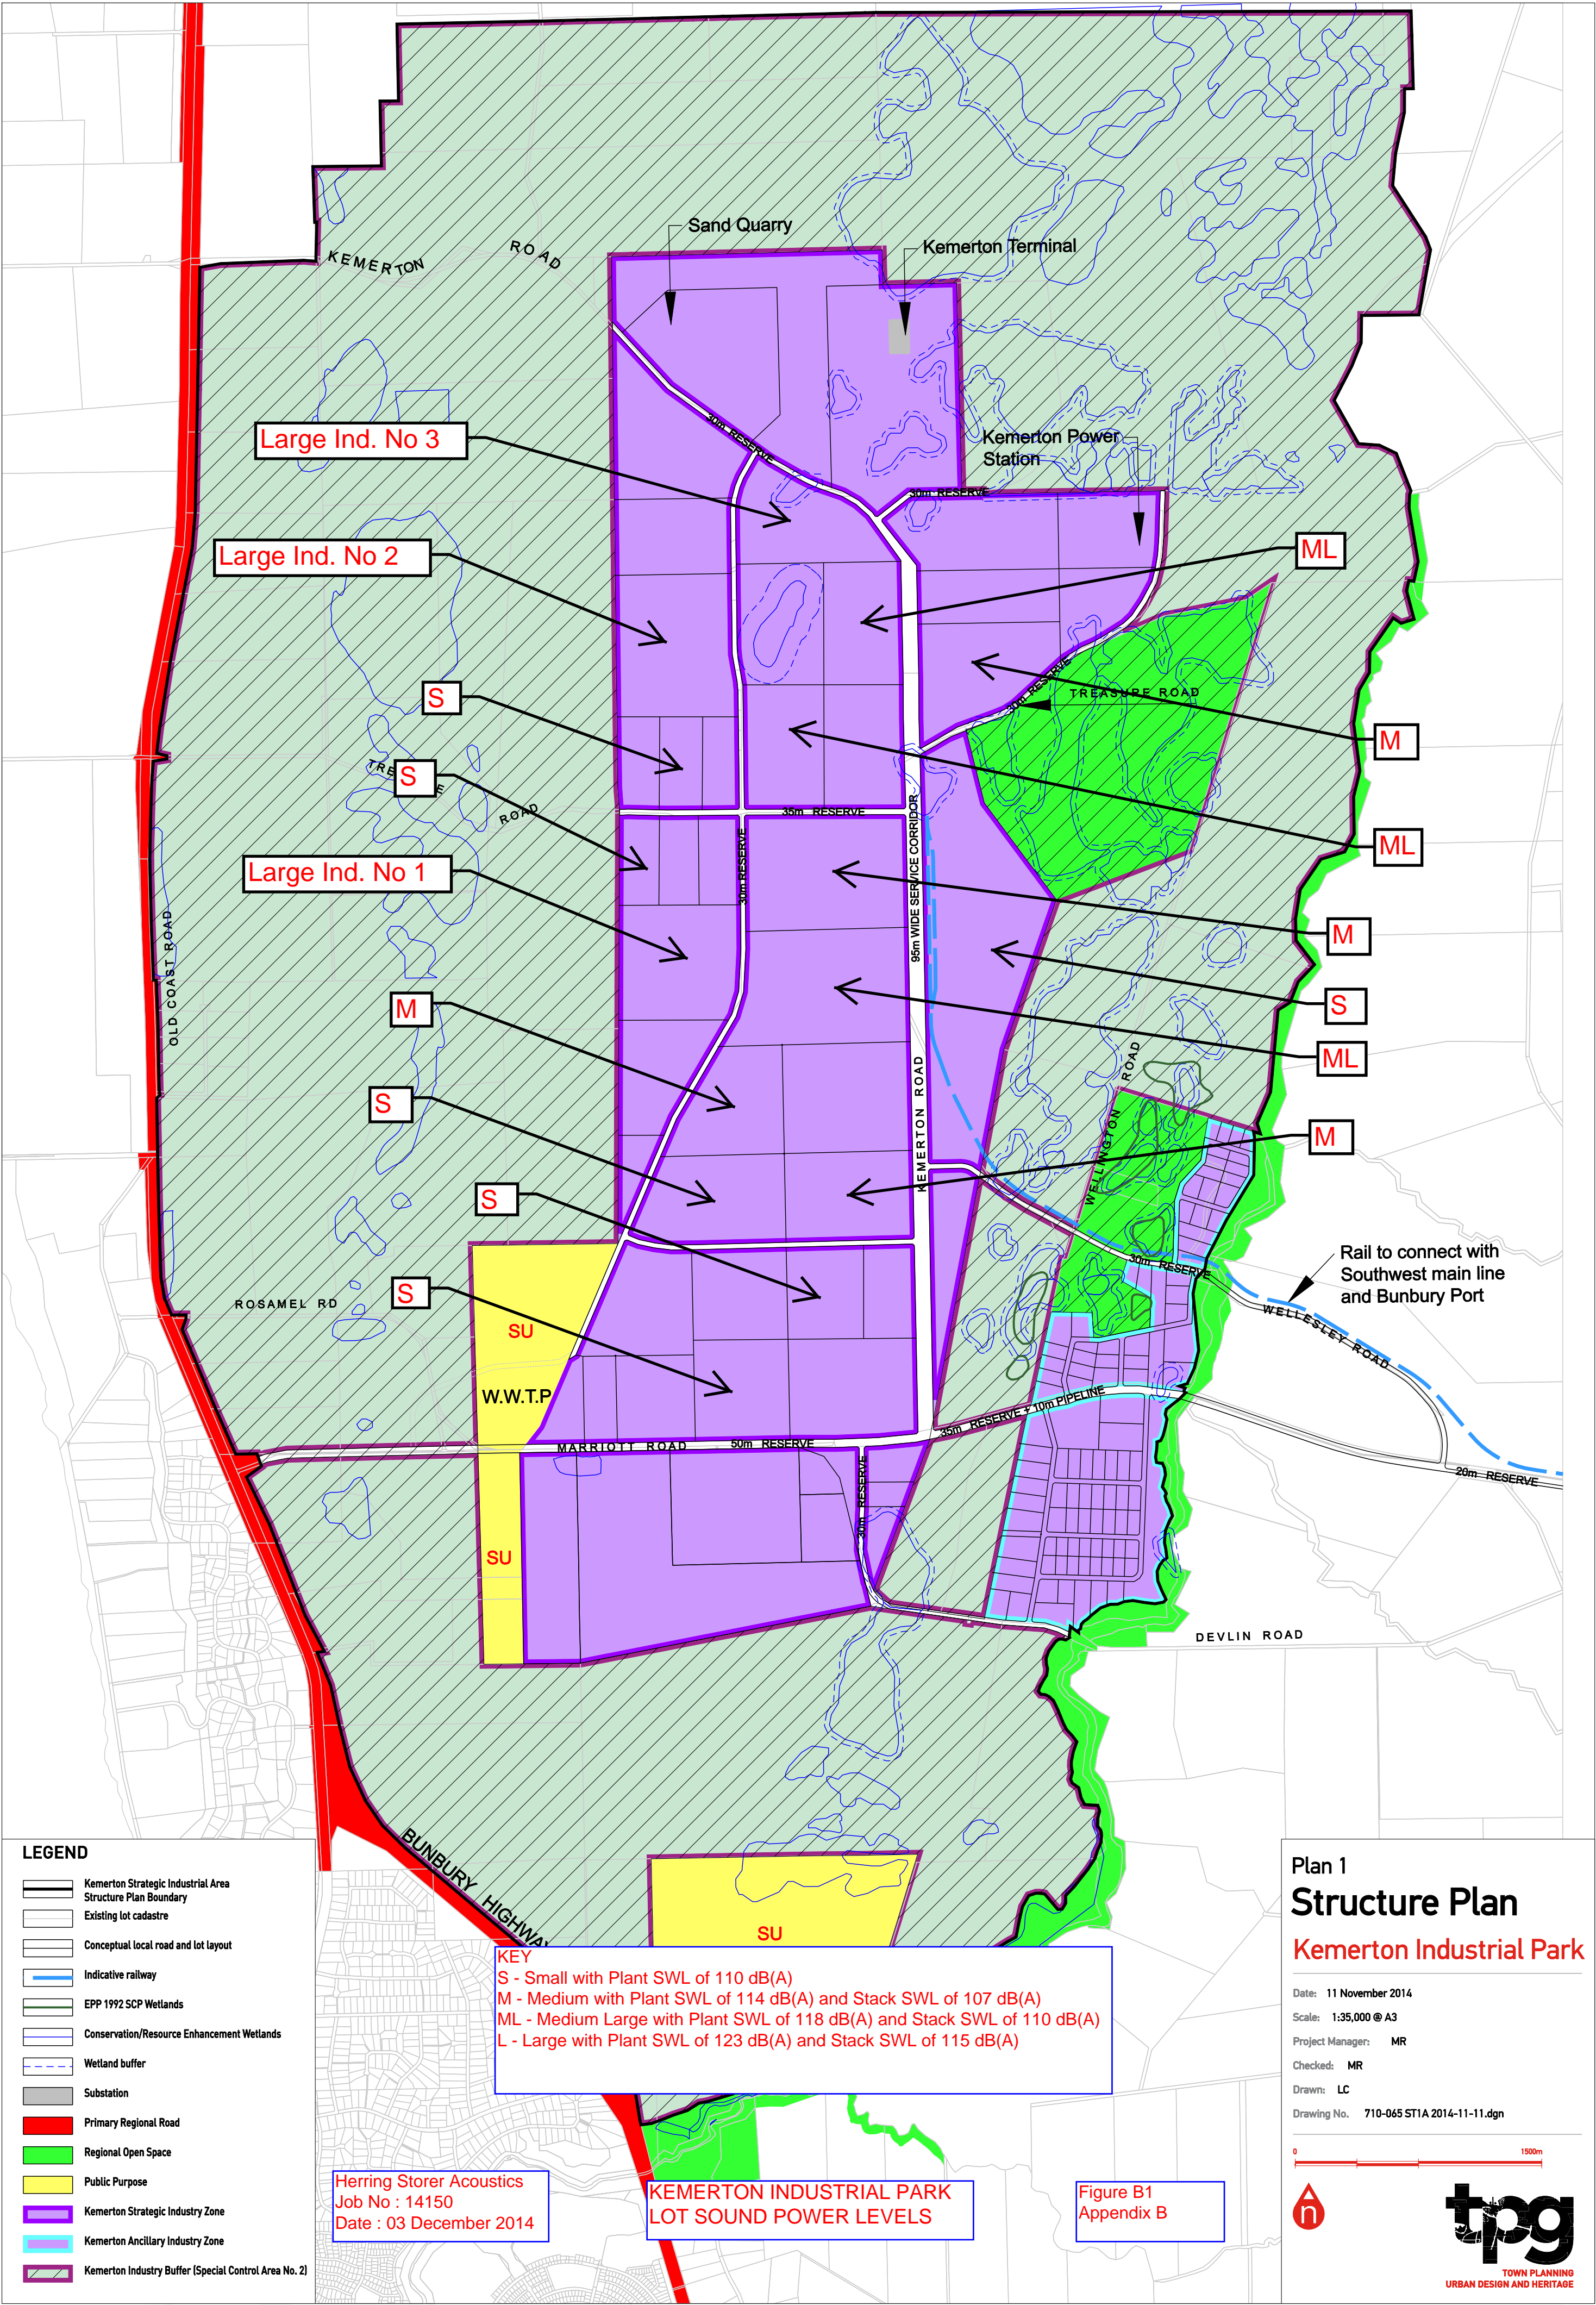 Sand Quarry
Kemerton Terminal
KEMERTON ROAD
30m RESERVE
Large Ind. No 3
Kemerton Power
Station
30m RESERVE
Large Ind. No 2
ML
30m RESERVE
TREASURE ROAD
S
M
S
ROAD
35m RESERVE
ML
Large Ind. No 1
30m RESERVE
95m WIDE SERVICE CORRIDOR
OLD COAST ROAD
M
M
S
ML
S
KEMERTON ROAD
WELLINGTON ROAD
M
S
30m RESERVE
Rail to connect with
Southwest main line
and Bunbury Port
S
ROSAMEL RD
SU
WELLESLEY ROAD
W.W.T.P
35m RESERVE + 10m PIPELINE
MARRIOTT ROAD 50m RESERVE
20m RESERVE
30m RESERVE
SU
DEVLIN ROAD
BUNBURY HIGHWAY
SU
KEY
S - Small with Plant SWL of 110 dB(A)
M - Medium with Plant SWL of 114 dB(A) and Stack SWL of 107 dB(A)
ML - Medium Large with Plant SWL of 118 dB(A) and Stack SWL of 110 dB(A)
L - Large with Plant SWL of 123 dB(A) and Stack SWL of 115 dB(A)
LEGEND
Kemerton Strategic Industrial Area
Structure Plan Boundary
Existing lot cadastre
Conceptual local road and lot layout
Indicative railway
EPP 1992 SCP Wetlands
Conservation/Resource Enhancement Wetlands
Wetland buffer
Substation
Primary Regional Road
Regional Open Space
Public Purpose
Kemerton Strategic Industry Zone
Kemerton Ancillary Industry Zone
Kemerton Industry Buffer (Special Control Area No. 2)
Herring Storer Acoustics
Job No : 14150
Date : 03 December 2014
KEMERTON INDUSTRIAL PARK
LOT SOUND POWER LEVELS
Figure B1
Appendix B
Plan 1
Structure Plan
Kemerton Industrial Park
Date: 11 November 2014
Scale: 1:35,000 @ A3
Project Manager: MR
Checked: MR
Drawn: LC
Drawing No. 710-065 ST1A 2014-11-11.dgn
0 1500m
n
tpg
TOWN PLANNING
URBAN DESIGN AND HERITAGE